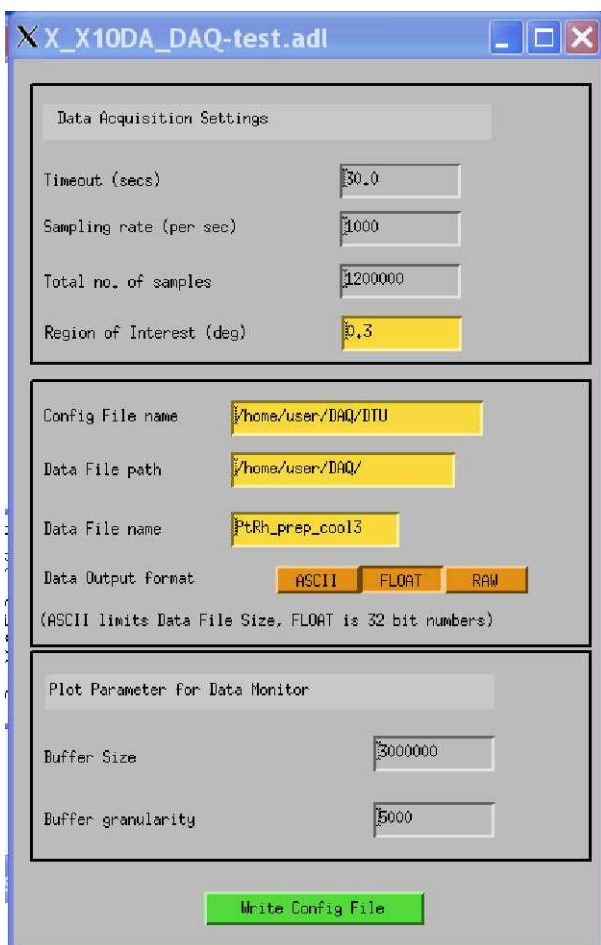 X X_X10DA_DAQ-test.adl
Data Acquisition Settings
Timeout (secs) 30.0
Sampling rate (per sec) 1000
Total no. of samples 1200000
Region of Interest (deg) 0.3
Config File name /home/user/DAQ/DTU
Data File path /home/user/DAQ/
Data File name PtRh_prep_cool3
Data Output format ASCII FLOAT RAW
(ASCII limits Data File Size, FLOAT is 32 bit numbers)
Plot Parameter for Data Monitor
Buffer Size 3000000
Buffer granularity 5000
Write Config File